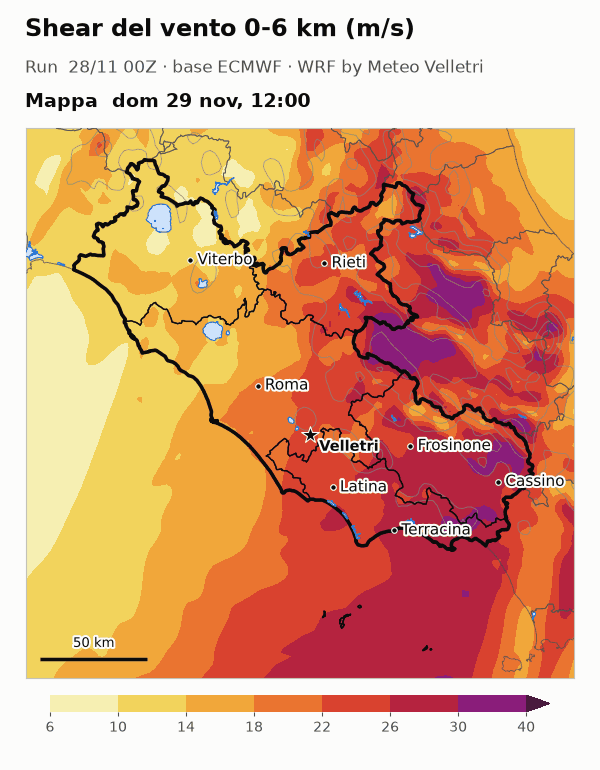 Shear del vento 0-6 km (m/s)
Run  28/11 00Z · base ECMWF · WRF by Meteo Velletri
Mappa  dom 29 nov, 12:00
Viterbo
Rieti
Roma
Velletri
Frosinone
Latina
Cassino
Terracina
50 km
6 10 14 18 22 26 30 40